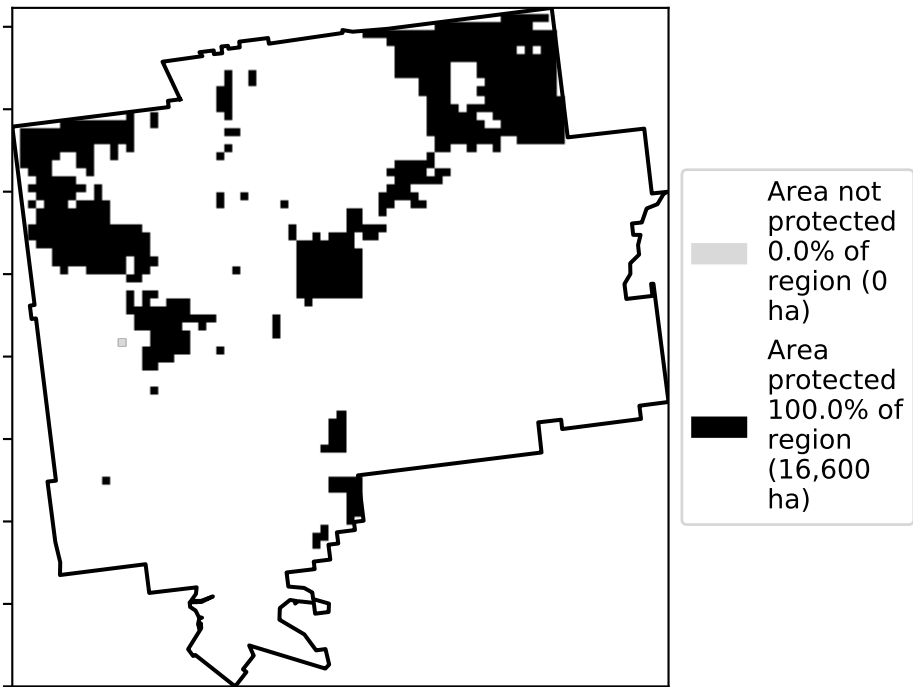 Area not
protected
0.0% of
region (0
ha)
Area
protected
100.0% of
region
(16,600
ha)